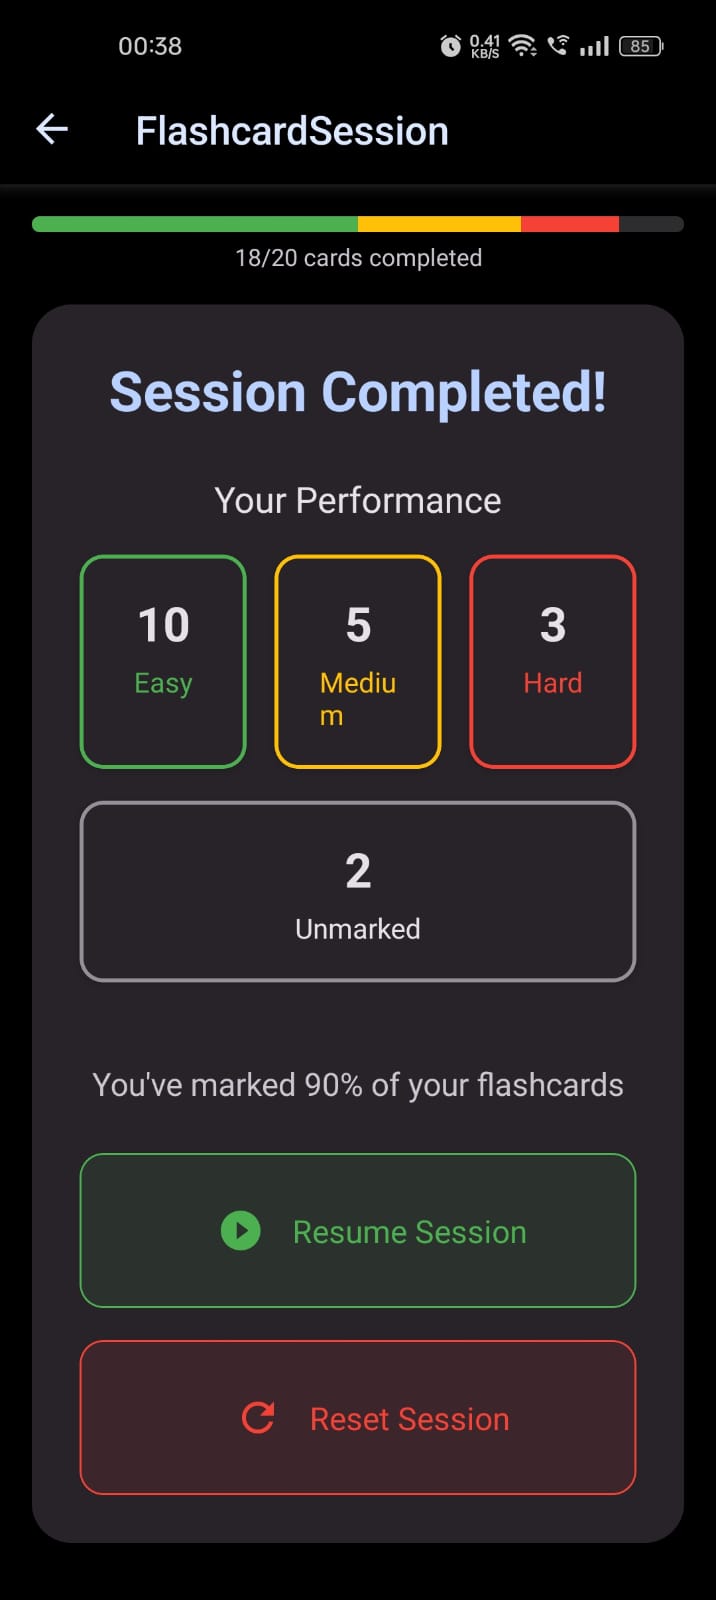 00:38
0.41
KB/S
85
FlashcardSession
18/20 cards completed
Session Completed!
Your Performance
10
Easy
5
Mediu
m
3
Hard
2
Unmarked
You've marked 90% of your flashcards
Resume Session
Reset Session